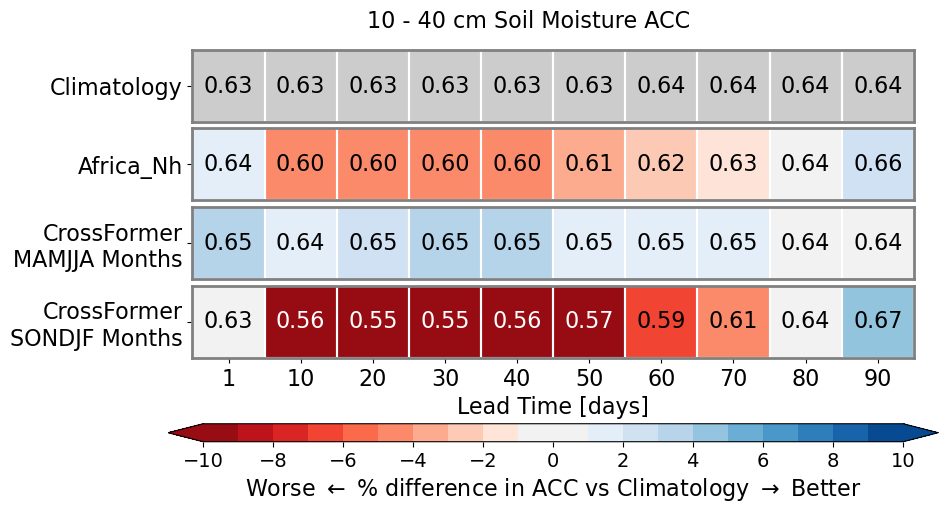 10 - 40 cm Soil Moisture ACC
Climatology 0.63 0.63 0.63 0.63 0.63 0.63 0.64 0.64 0.64 0.64
Africa_Nh 0.64 0.60 0.60 0.60 0.60 0.61 0.62 0.63 0.64 0.66
CrossFormer
MAMJJA Months
0.65 0.64 0.65 0.65 0.65 0.65 0.65 0.65 0.64 0.64
CrossFormer
SONDJF Months
0.63 0.56 0.55 0.55 0.56 0.57 0.59 0.61 0.64 0.67
1 10 20 30 40 50 60 70 80 90
Lead Time [days]
−10 −8 −6 −4 −2 0 2 4 6 8 10
Worse ← % difference in ACC vs Climatology → Better